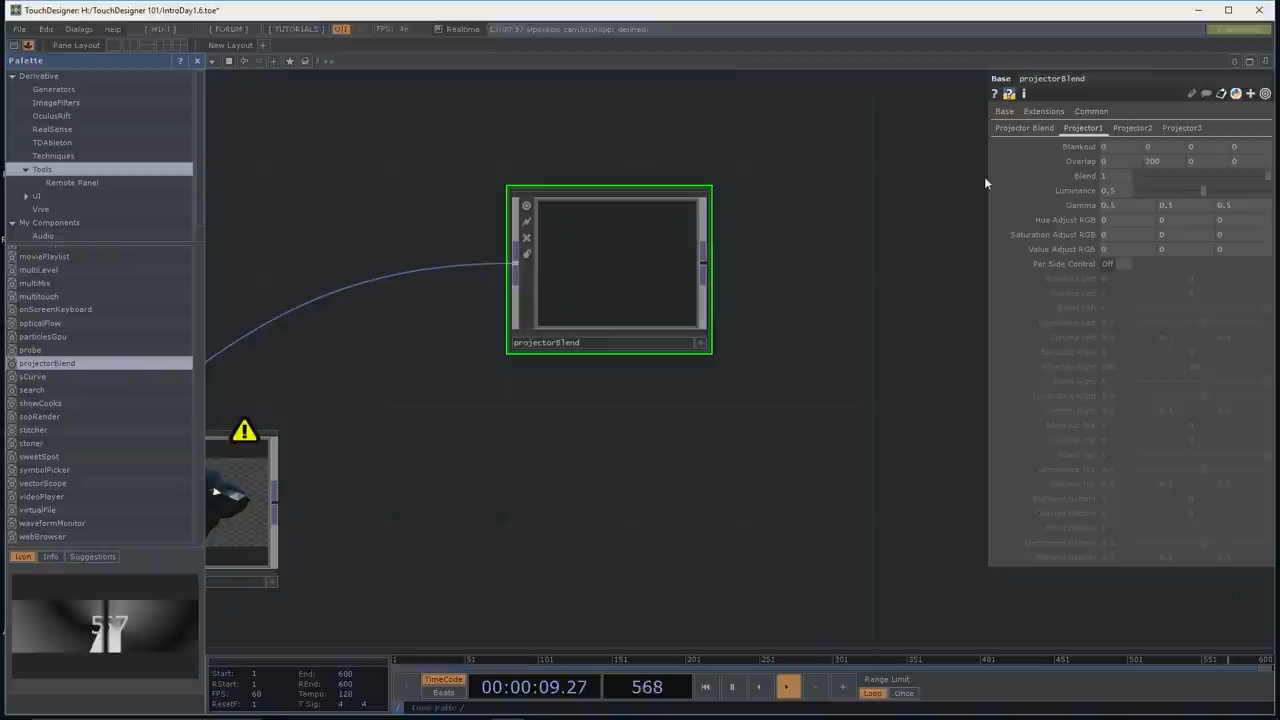 TouchDesigner: H:/TouchDesigner 101/IntroDay1.6.toe*
File Edit Dialogs Help [ Wiki ] [ FORUM ] [ TUTORIALS ] O|I FPS: 46 Realtime
Pane Layout New Layout +
Palette ? x
Derivative
Generators
ImageFilters
OculusRift
RealSense
TDAbleton
Techniques
Tools
Remote Panel
UI
Vive
My Components
Audio
moviePlaylist
multiLevel
multiMix
multitouch
onScreenKeyboard
opticalFlow
particlesGpu
probe
projectorBlend
sCurve
search
showCooks
sopRender
stitcher
stoner
sweetSpot
symbolPicker
vectorScope
videoPlayer
virtualFile
waveformMonitor
webBrowser
Icon Info Suggestions
557
/ >>
projectorBlend
Base projectorBlend
Base Extensions Common
Projector Blend Projector1 Projector2 Projector3
Blankout 0 0 0 0
Overlap 0 200 0 0
Blend 1
Luminance 0.5
Gamma 0.5 0.5 0.5
Hue Adjust RGB 0 0 0
Saturation Adjust RGB 0 0 0
Value Adjust RGB 0 0 0
Per Side Control Off
1 51 101 151 201 251 301 351 401 451 501 551 600
Start: 1 End: 600
RStart: 1 REnd: 600
FPS: 60 Tempo: 120
ResetF: 1 T Sig: 4 4
TimeCode
Beats
00:00:09.27
568
Range Limit
Loop Once
/ Time Path: /